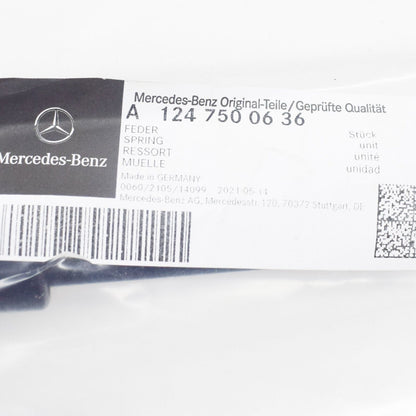 Mercedes-Benz Original-Teile/Geprüfte Qualität
A 124 750 06 36
FEDER
SPRING
RESSORT
MUELLE
Stück
unit
unité
unidad
Mercedes-Benz
Made in GERMANY
0060/2105/14099 2021-05-14
Mercedes-Benz AG, Mercedesstr. 120, 70372 Stuttgart, DE